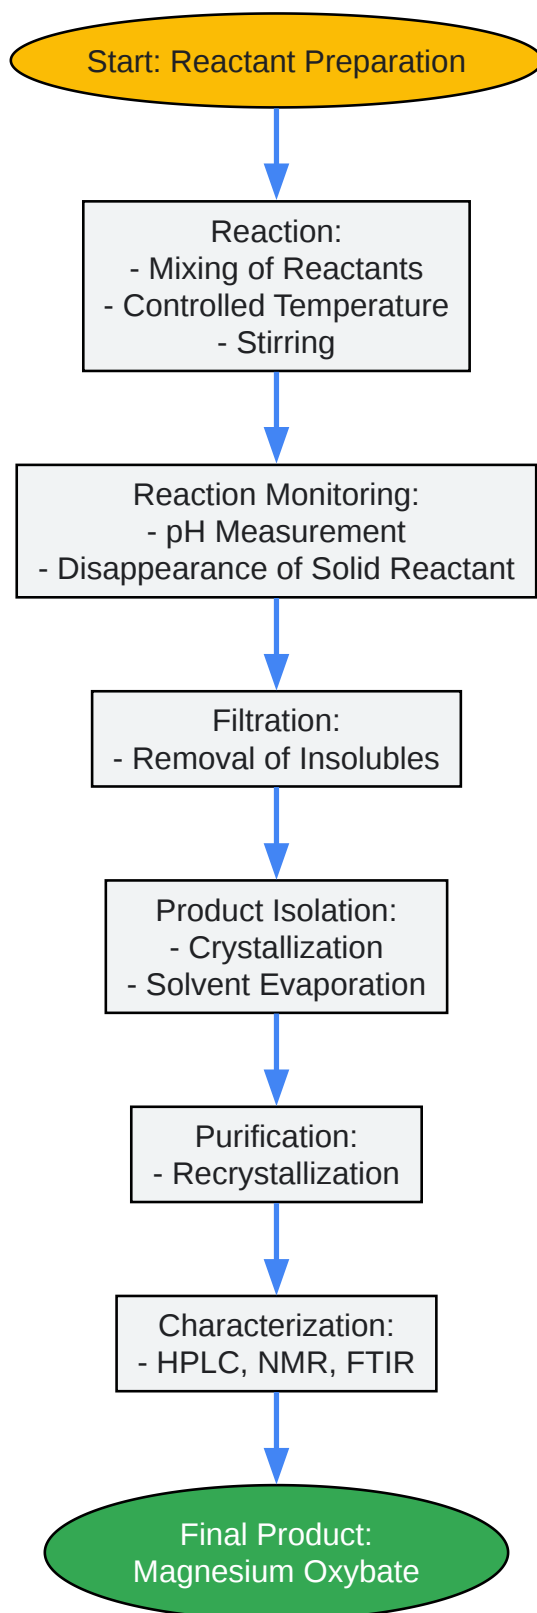 Start: Reactant Preparation
Reaction:
- Mixing of Reactants
- Controlled Temperature
- Stirring
Reaction Monitoring:
- pH Measurement
- Disappearance of Solid Reactant
Filtration:
- Removal of Insolubles
Product Isolation:
- Crystallization
- Solvent Evaporation
Purification:
- Recrystallization
Characterization:
- HPLC, NMR, FTIR
Final Product:
Magnesium Oxybate